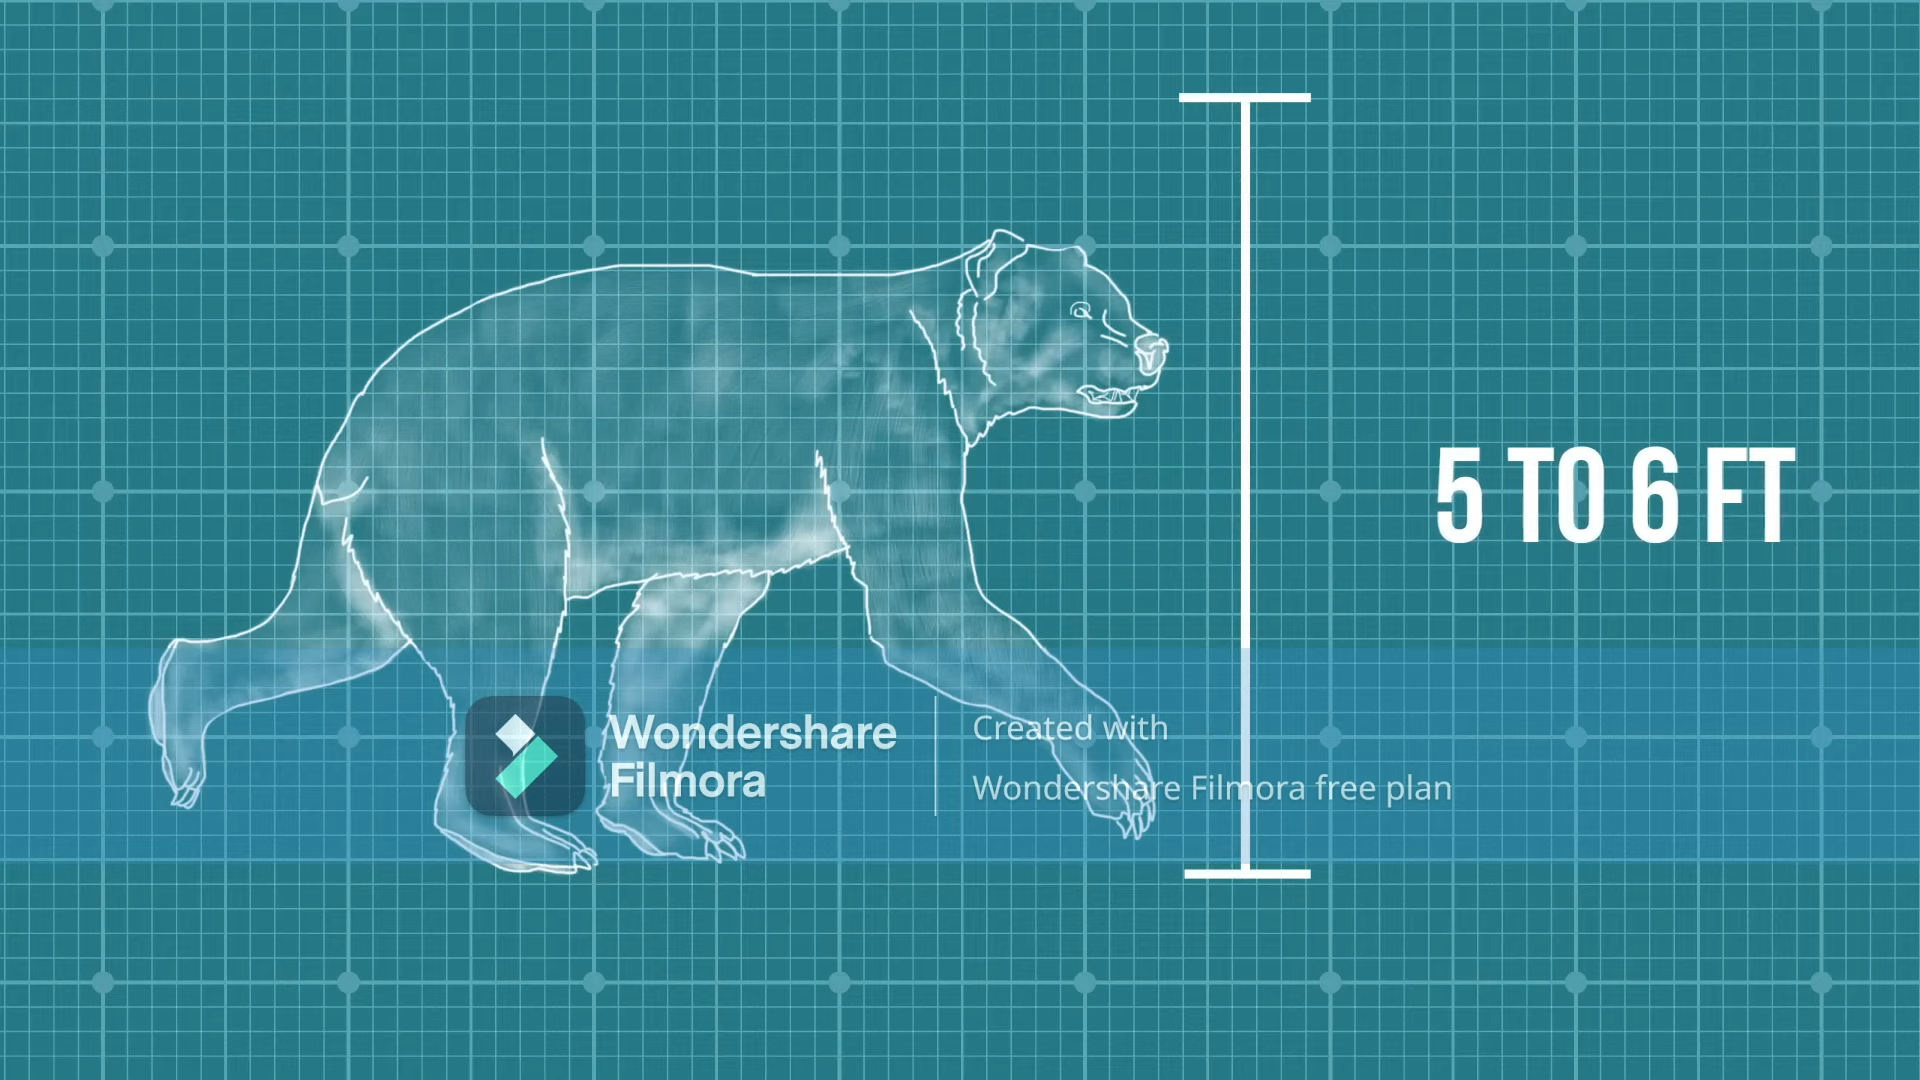 5 TO 6 FT
Wondershare
Filmora
Created with
Wondershare Filmora free plan